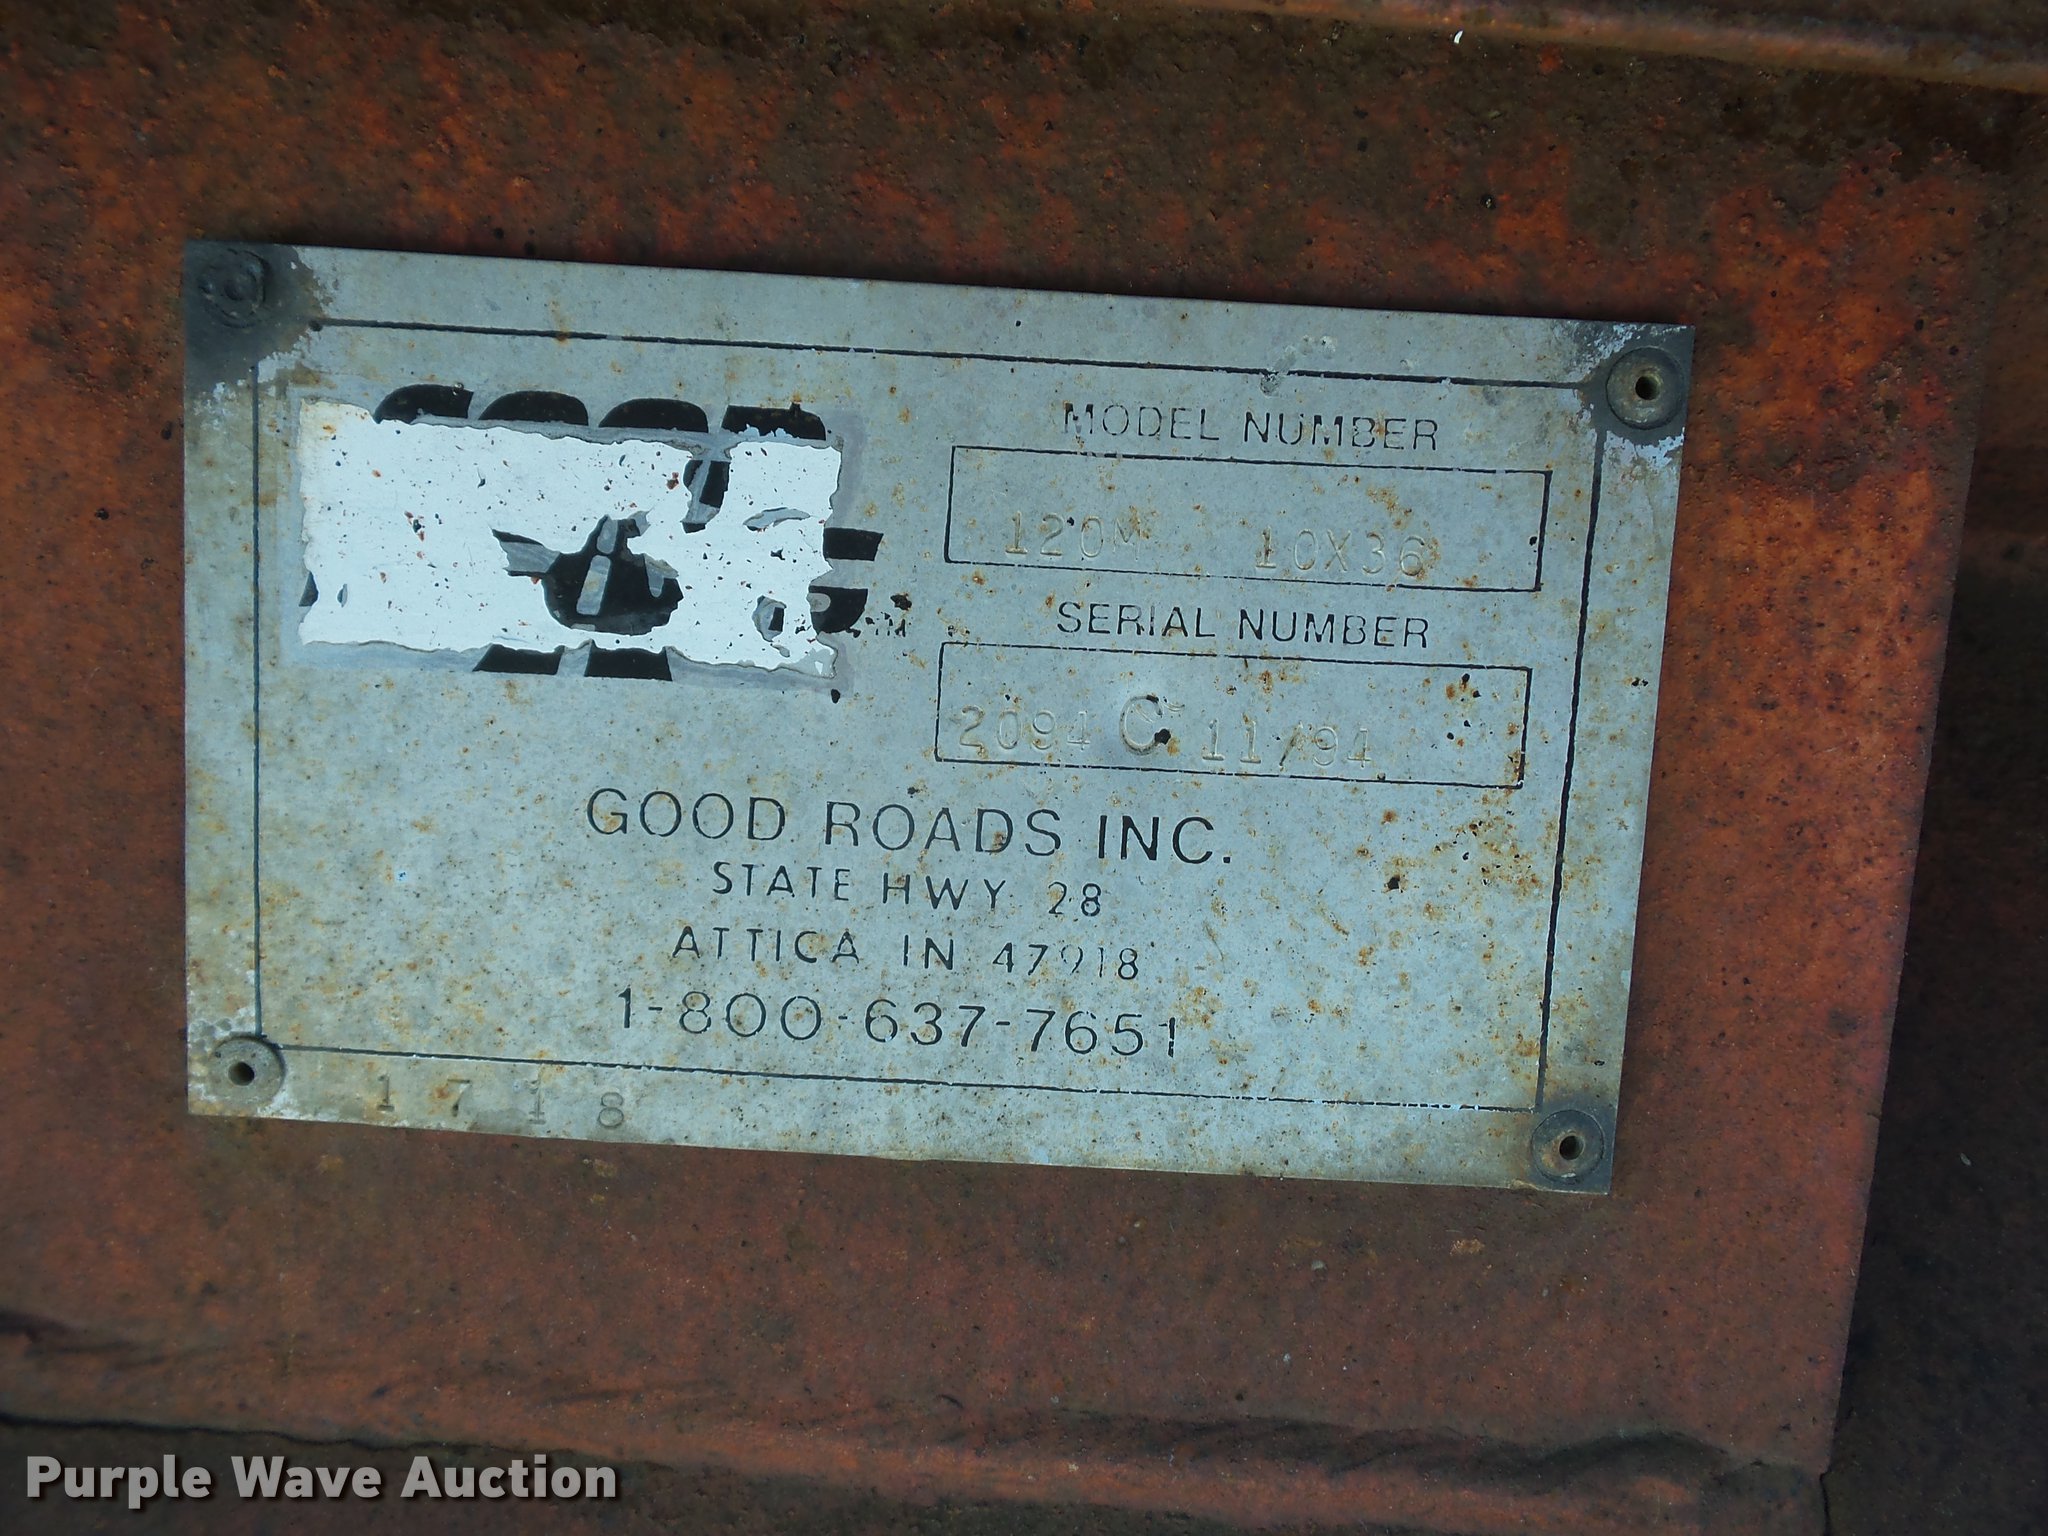 MODEL NUMBER
120M 10X36
SERIAL NUMBER
2094 C 11/94
GOOD ROADS INC.
STATE HWY 28
ATTICA IN 47918
1-800-637-7651
1718
Purple Wave Auction